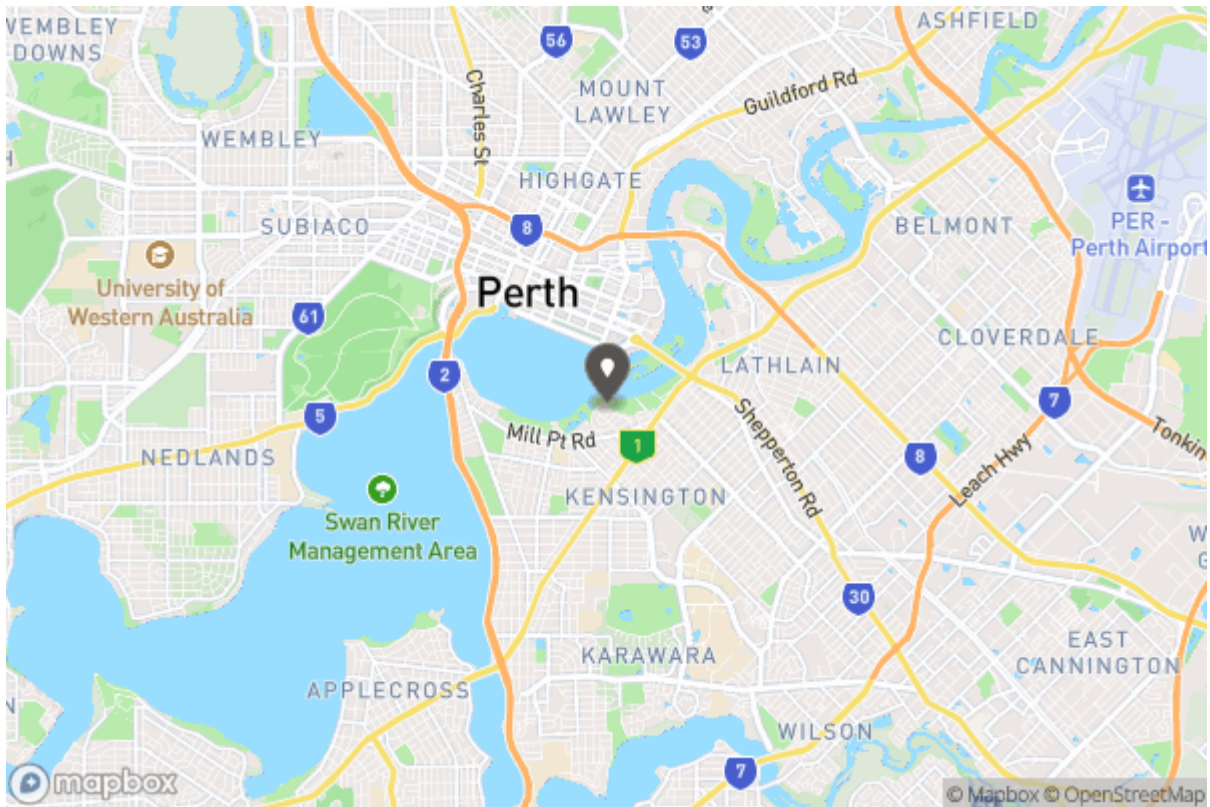 WEMBLEY
DOWNS
56
53
ASHFIELD
MOUNT
LAWLEY
Guildford Rd
Charles St
WEMBLEY
HIGHGATE
SUBIACO
8
BELMONT
PER -
Perth Airport
University of
Western Australia
Perth
61
CLOVERDALE
LATHLAIN
2
7
5
Mill Pt Rd
1
Shepperton Rd
Tonkin
NEDLANDS
8
Leach Hwy
KENSINGTON
Swan River
Management Area
W
G
30
EAST
CANNINGTON
KARAWARA
APPLECROSS
N
WILSON
7
mapbox
© Mapbox © OpenStreetMap